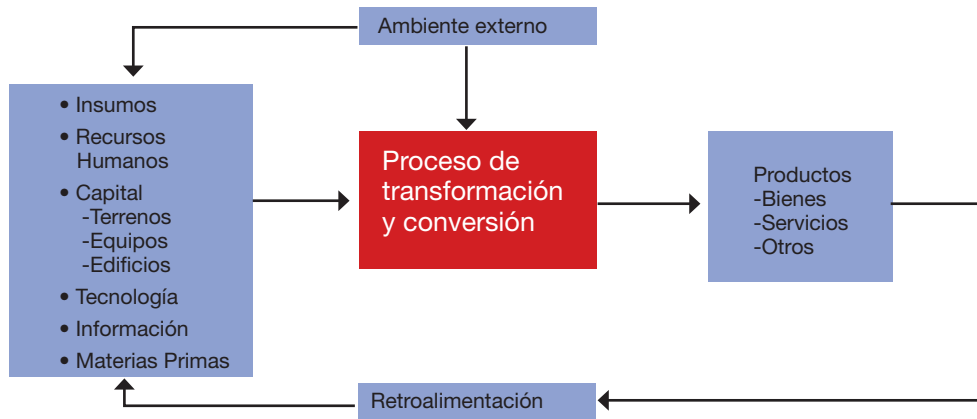 Ambiente externo
• Insumos
• Recursos
Humanos
• Capital
-Terrenos
-Equipos
-Edificios
• Tecnología
• Información
• Materias Primas
Proceso de
transformación
y conversión
Productos
-Bienes
-Servicios
-Otros
Retroalimentación